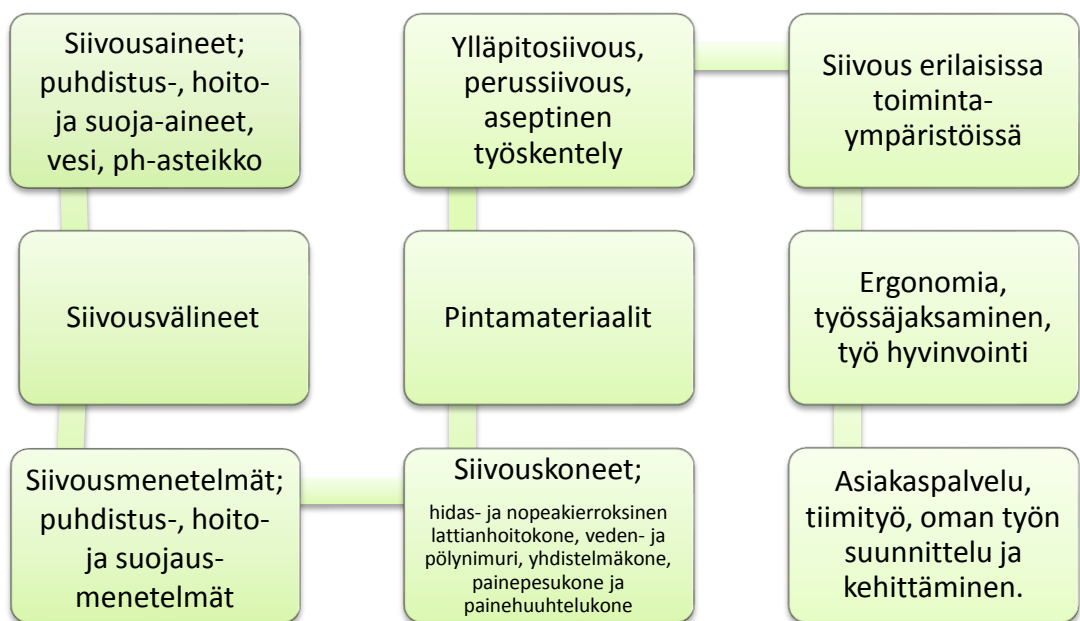 Siivousaineet;
puhdistus-, hoito-
ja suoja-aineet,
vesi, ph-asteikko
Siivousvälineet
Siivousmenetelmät;
puhdistus-, hoito-
ja suojaus-
menetelmät
Siivouskoneet;
hidas- ja nopeakierroksinen
lattianhoitokone, veden- ja
pölynimuri, yhdistelmäkone,
painepesukone ja
painehuuhtelukone
Pintamateriaalit
Ylläpitosiivous,
perussiivous,
aseptinen
työskentely
Siivous erilaisissa
toiminta-
ympäristöissä
Ergonomia,
työssäjaksaminen,
työ hyvinvointi
Asiakaspalvelu,
tiimityö, oman työn
suunnittelu ja
kehittäminen.